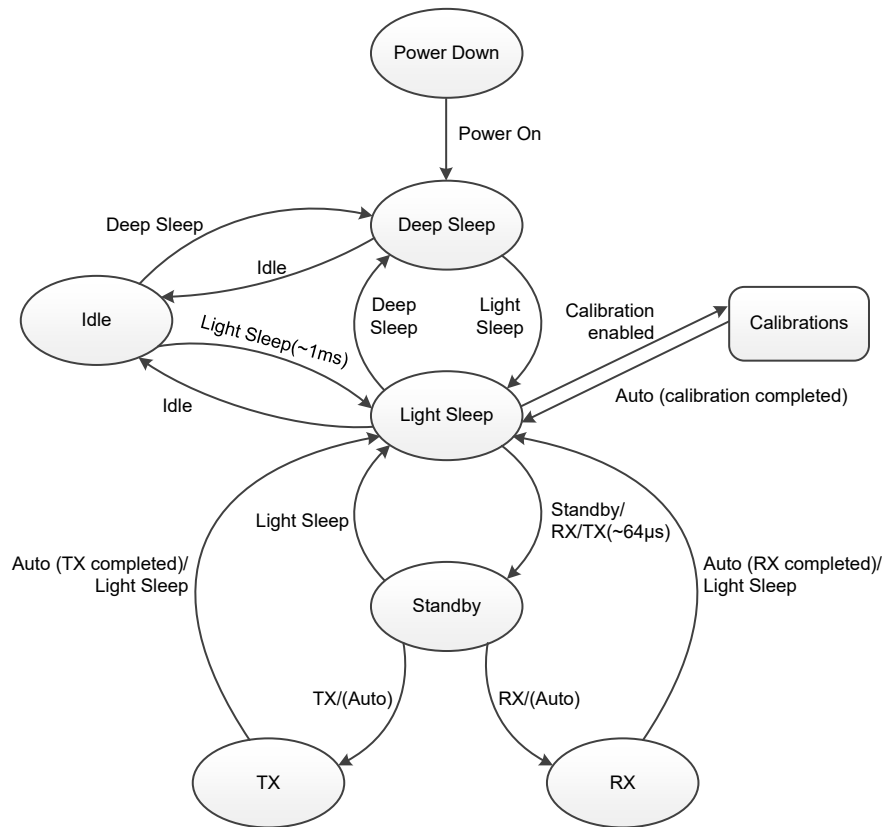 Power Down
Power On
Deep Sleep
Deep Sleep
Idle
Idle
Deep
Sleep
Light
Sleep
Calibration
enabled
Calibrations
Light Sleep(~1ms)
Idle
Light Sleep
Auto (calibration completed)
Light Sleep
Standby/
RX/TX(~64µs)
Auto (TX completed)/
Light Sleep
Auto (RX completed)/
Light Sleep
Standby
TX/(Auto)
RX/(Auto)
TX
RX